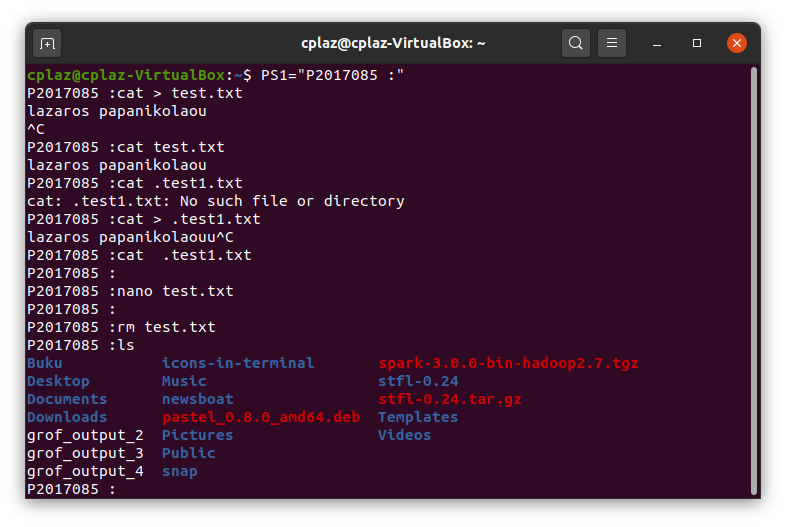 cplaz@cplaz-VirtualBox: ~
cplaz@cplaz-VirtualBox:~$ PS1="P2017085 :"
P2017085 :cat > test.txt
lazaros papanikolaou
^C
P2017085 :cat test.txt
lazaros papanikolaou
P2017085 :cat .test1.txt
cat: .test1.txt: No such file or directory
P2017085 :cat > .test1.txt
lazaros papanikolaouu^C
P2017085 :cat  .test1.txt
P2017085 :
P2017085 :nano test.txt
P2017085 :
P2017085 :rm test.txt
P2017085 :ls
Buku           icons-in-terminal       spark-3.0.0-bin-hadoop2.7.tgz
Desktop        Music                   stfl-0.24
Documents      newsboat                stfl-0.24.tar.gz
Downloads      pastel_0.8.0_amd64.deb  Templates
grof_output_2  Pictures                Videos
grof_output_3  Public
grof_output_4  snap
P2017085 :